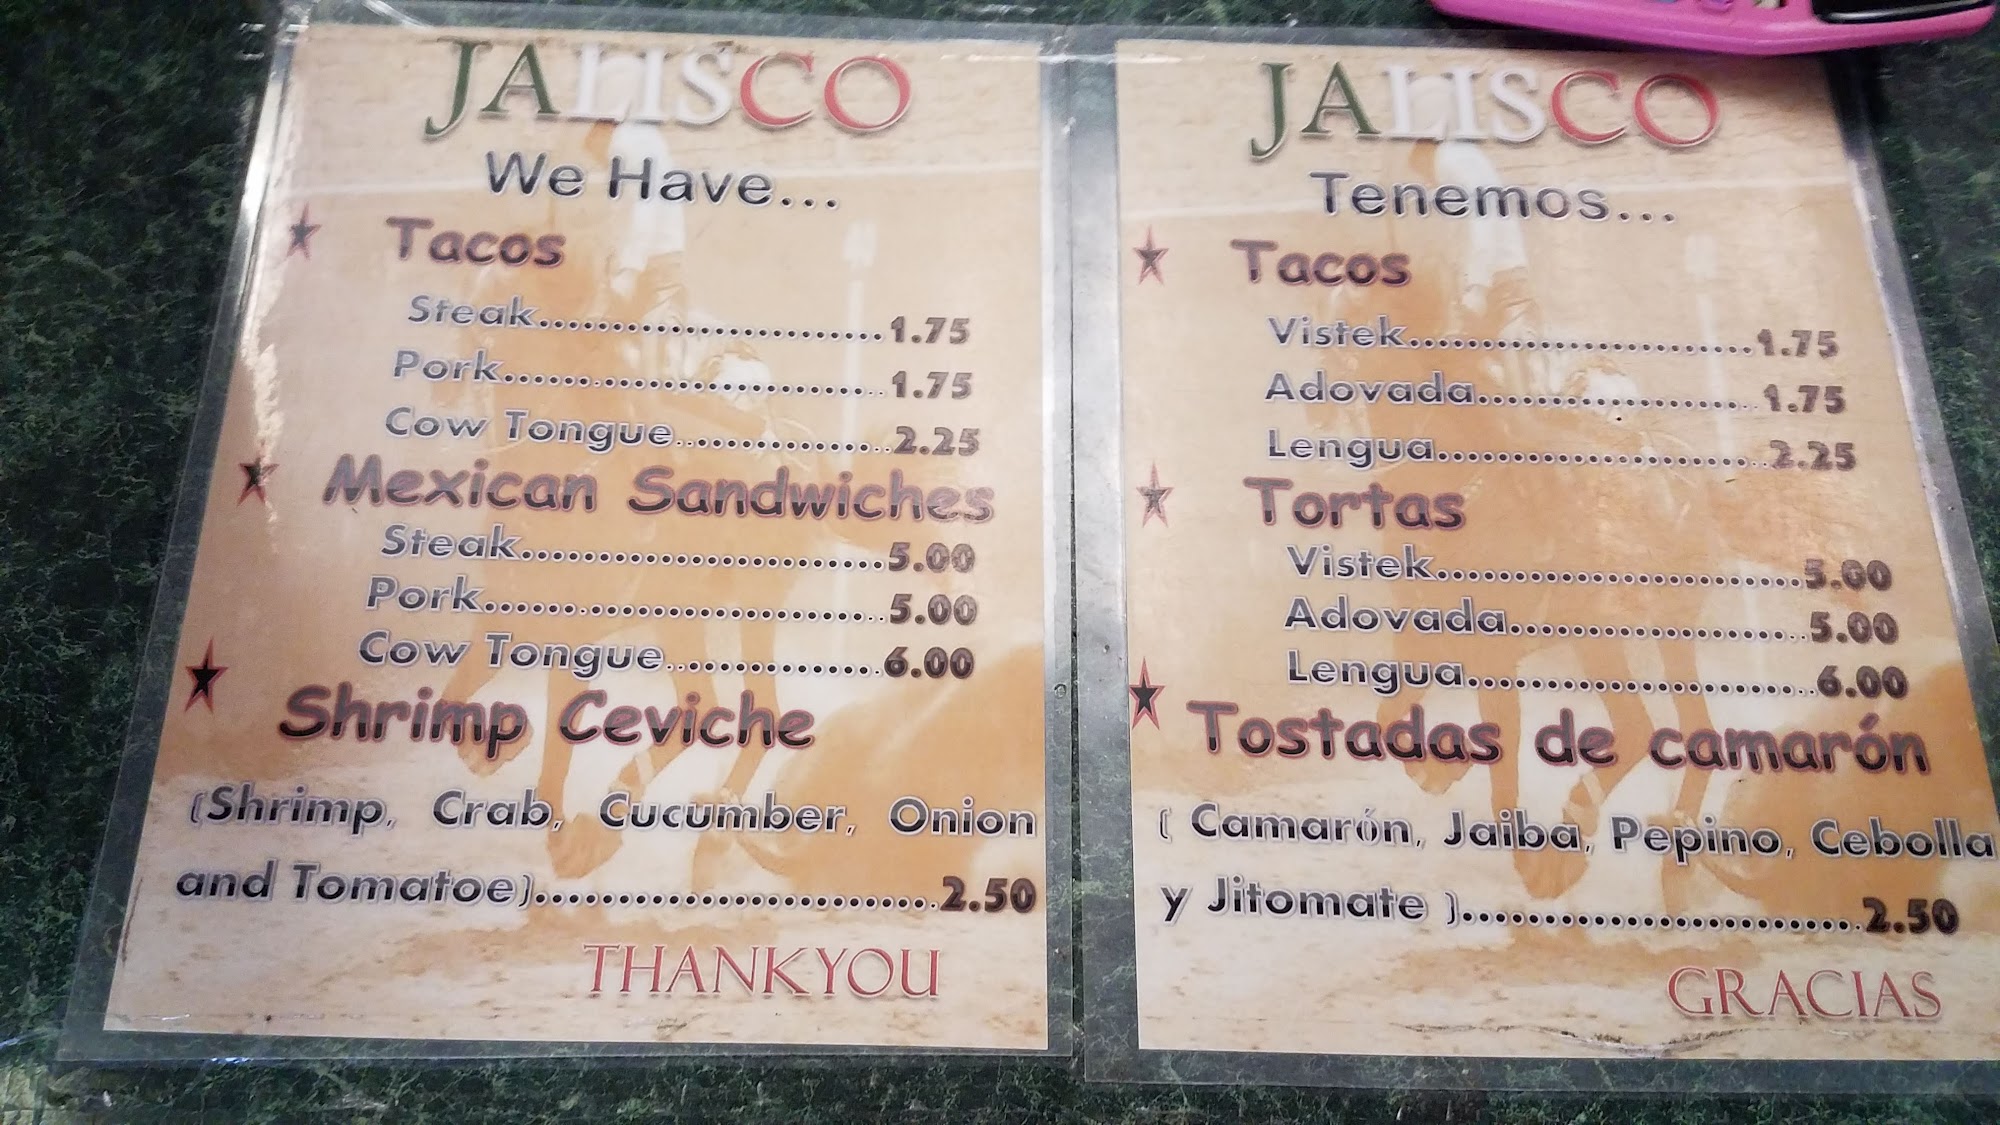 JALISCO
We Have...
Tacos
Steak..........................1.75
Pork..........................1.75
Cow Tongue................2.25
Mexican Sandwiches
Steak..........................5.00
Pork..........................5.00
Cow Tongue................6.00
Shrimp Ceviche
(Shrimp, Crab, Cucumber, Onion
and Tomatoe)..........................2.50
THANKYOU
JALISCO
Tenemos...
Tacos
Vistek..........................1.75
Adovada.....................1.75
Lengua.........................2.25
Tortas
Vistek..........................5.00
Adovada.....................5.00
Lengua.........................6.00
Tostadas de camarón
( Camarón, Jaiba, Pepino, Cebolla
y Jitomate )..........................2.50
GRACIAS